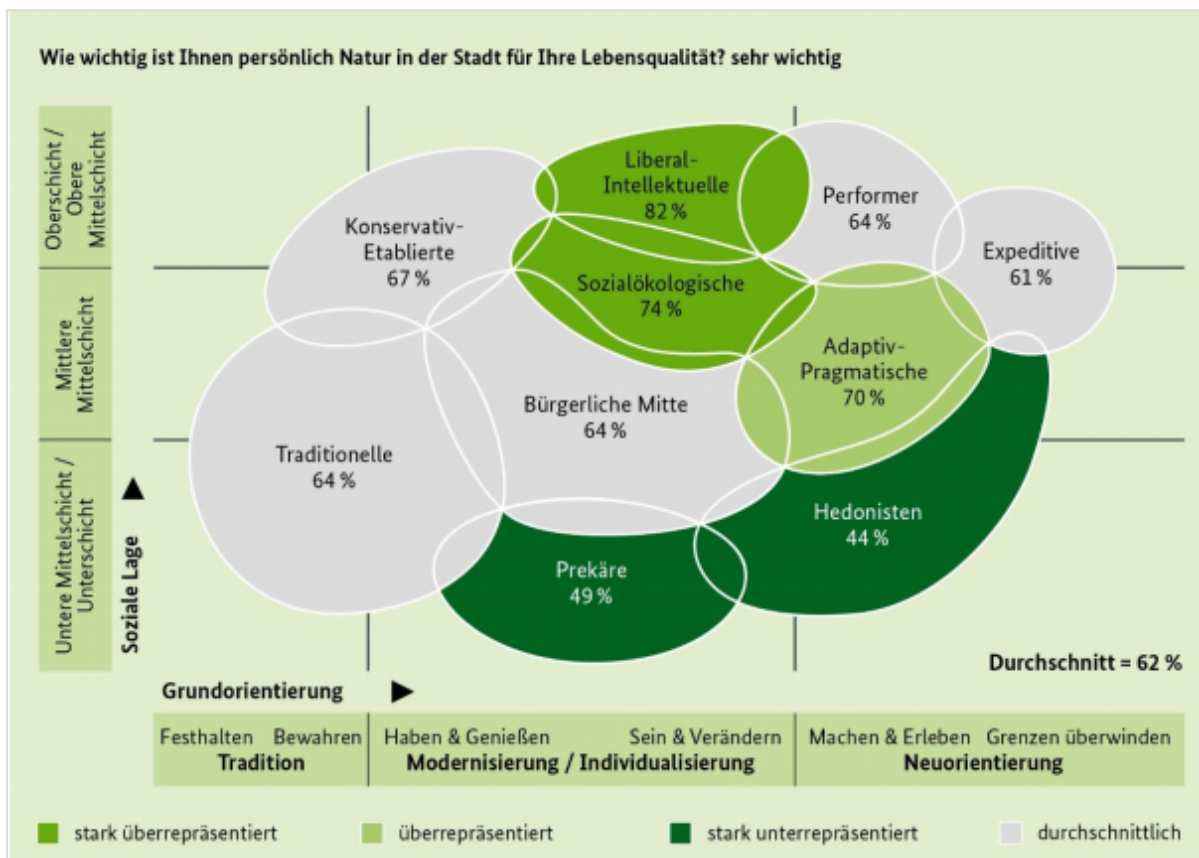 Wie wichtig ist Ihnen persönlich Natur in der Stadt für Ihre Lebensqualität? sehr wichtig
Oberschicht /
Obere
Mittelschicht
Mittlere
Mittelschicht
Untere Mittelschicht /
Unterschicht
Soziale Lage
Liberal-
Intellektuelle
82 %
Performer
64 %
Konservativ-
Etablierte
67 %
Expeditive
61 %
Sozialökologische
74 %
Adaptiv-
Pragmatische
70 %
Bürgerliche Mitte
64 %
Traditionelle
64 %
Hedonisten
44 %
Prekäre
49 %
Durchschnitt = 62 %
Grundorientierung
Festhalten Bewahren
Tradition
Haben & Genießen Sein & Verändern
Modernisierung / Individualisierung
Machen & Erleben Grenzen überwinden
Neuorientierung
stark überrepräsentiert
überrepräsentiert
stark unterrepräsentiert
durchschnittlich